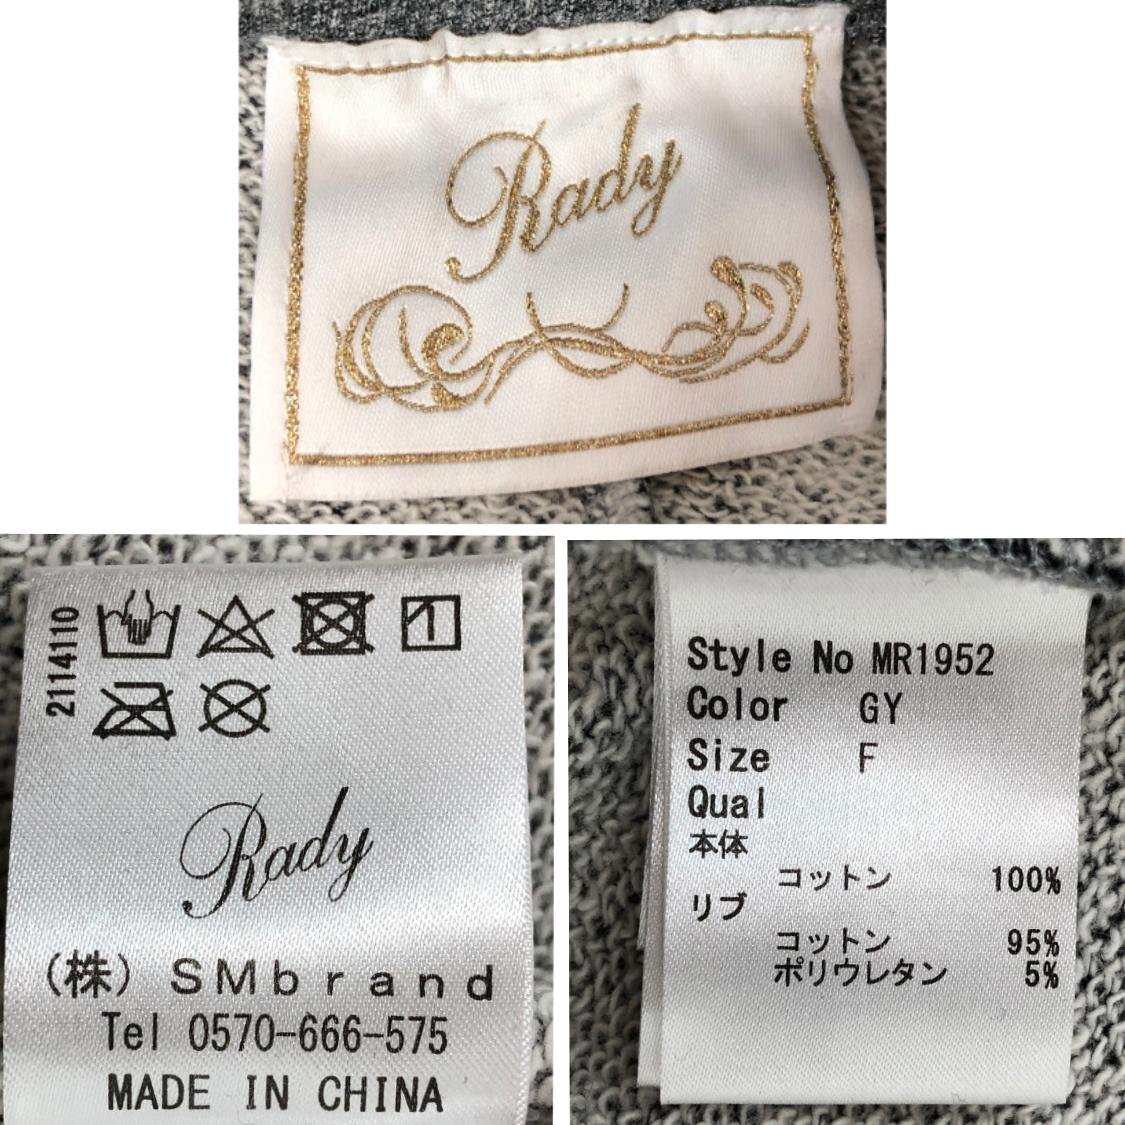 Rady
2114110
Rady
（株）SMbrand
Tel 0570-666-575
MADE IN CHINA
Style No MR1952
Color GY
Size F
Qual
本体
コットン 100%
リブ
コットン 95%
ポリウレタン 5%